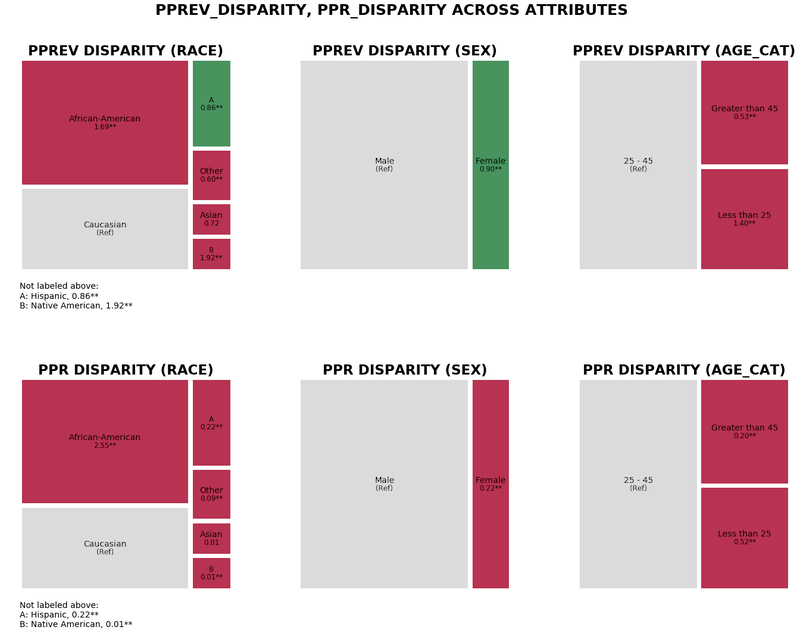 PPREV_DISPARITY, PPR_DISPARITY ACROSS ATTRIBUTES
PPREV DISPARITY (RACE)
African-American
1.69**
Caucasian
(Ref)
A
0.86**
Other
0.60**
Asian
0.72
B
1.92**
Not labeled above:
A: Hispanic, 0.86**
B: Native American, 1.92**
PPREV DISPARITY (SEX)
Male
(Ref)
Female
0.90**
PPREV DISPARITY (AGE_CAT)
25 - 45
(Ref)
Greater than 45
0.53**
Less than 25
1.40**
PPR DISPARITY (RACE)
African-American
2.55**
Caucasian
(Ref)
A
0.22**
Other
0.09**
Asian
0.01
B
0.01**
Not labeled above:
A: Hispanic, 0.22**
B: Native American, 0.01**
PPR DISPARITY (SEX)
Male
(Ref)
Female
0.22**
PPR DISPARITY (AGE_CAT)
25 - 45
(Ref)
Greater than 45
0.20**
Less than 25
0.52**